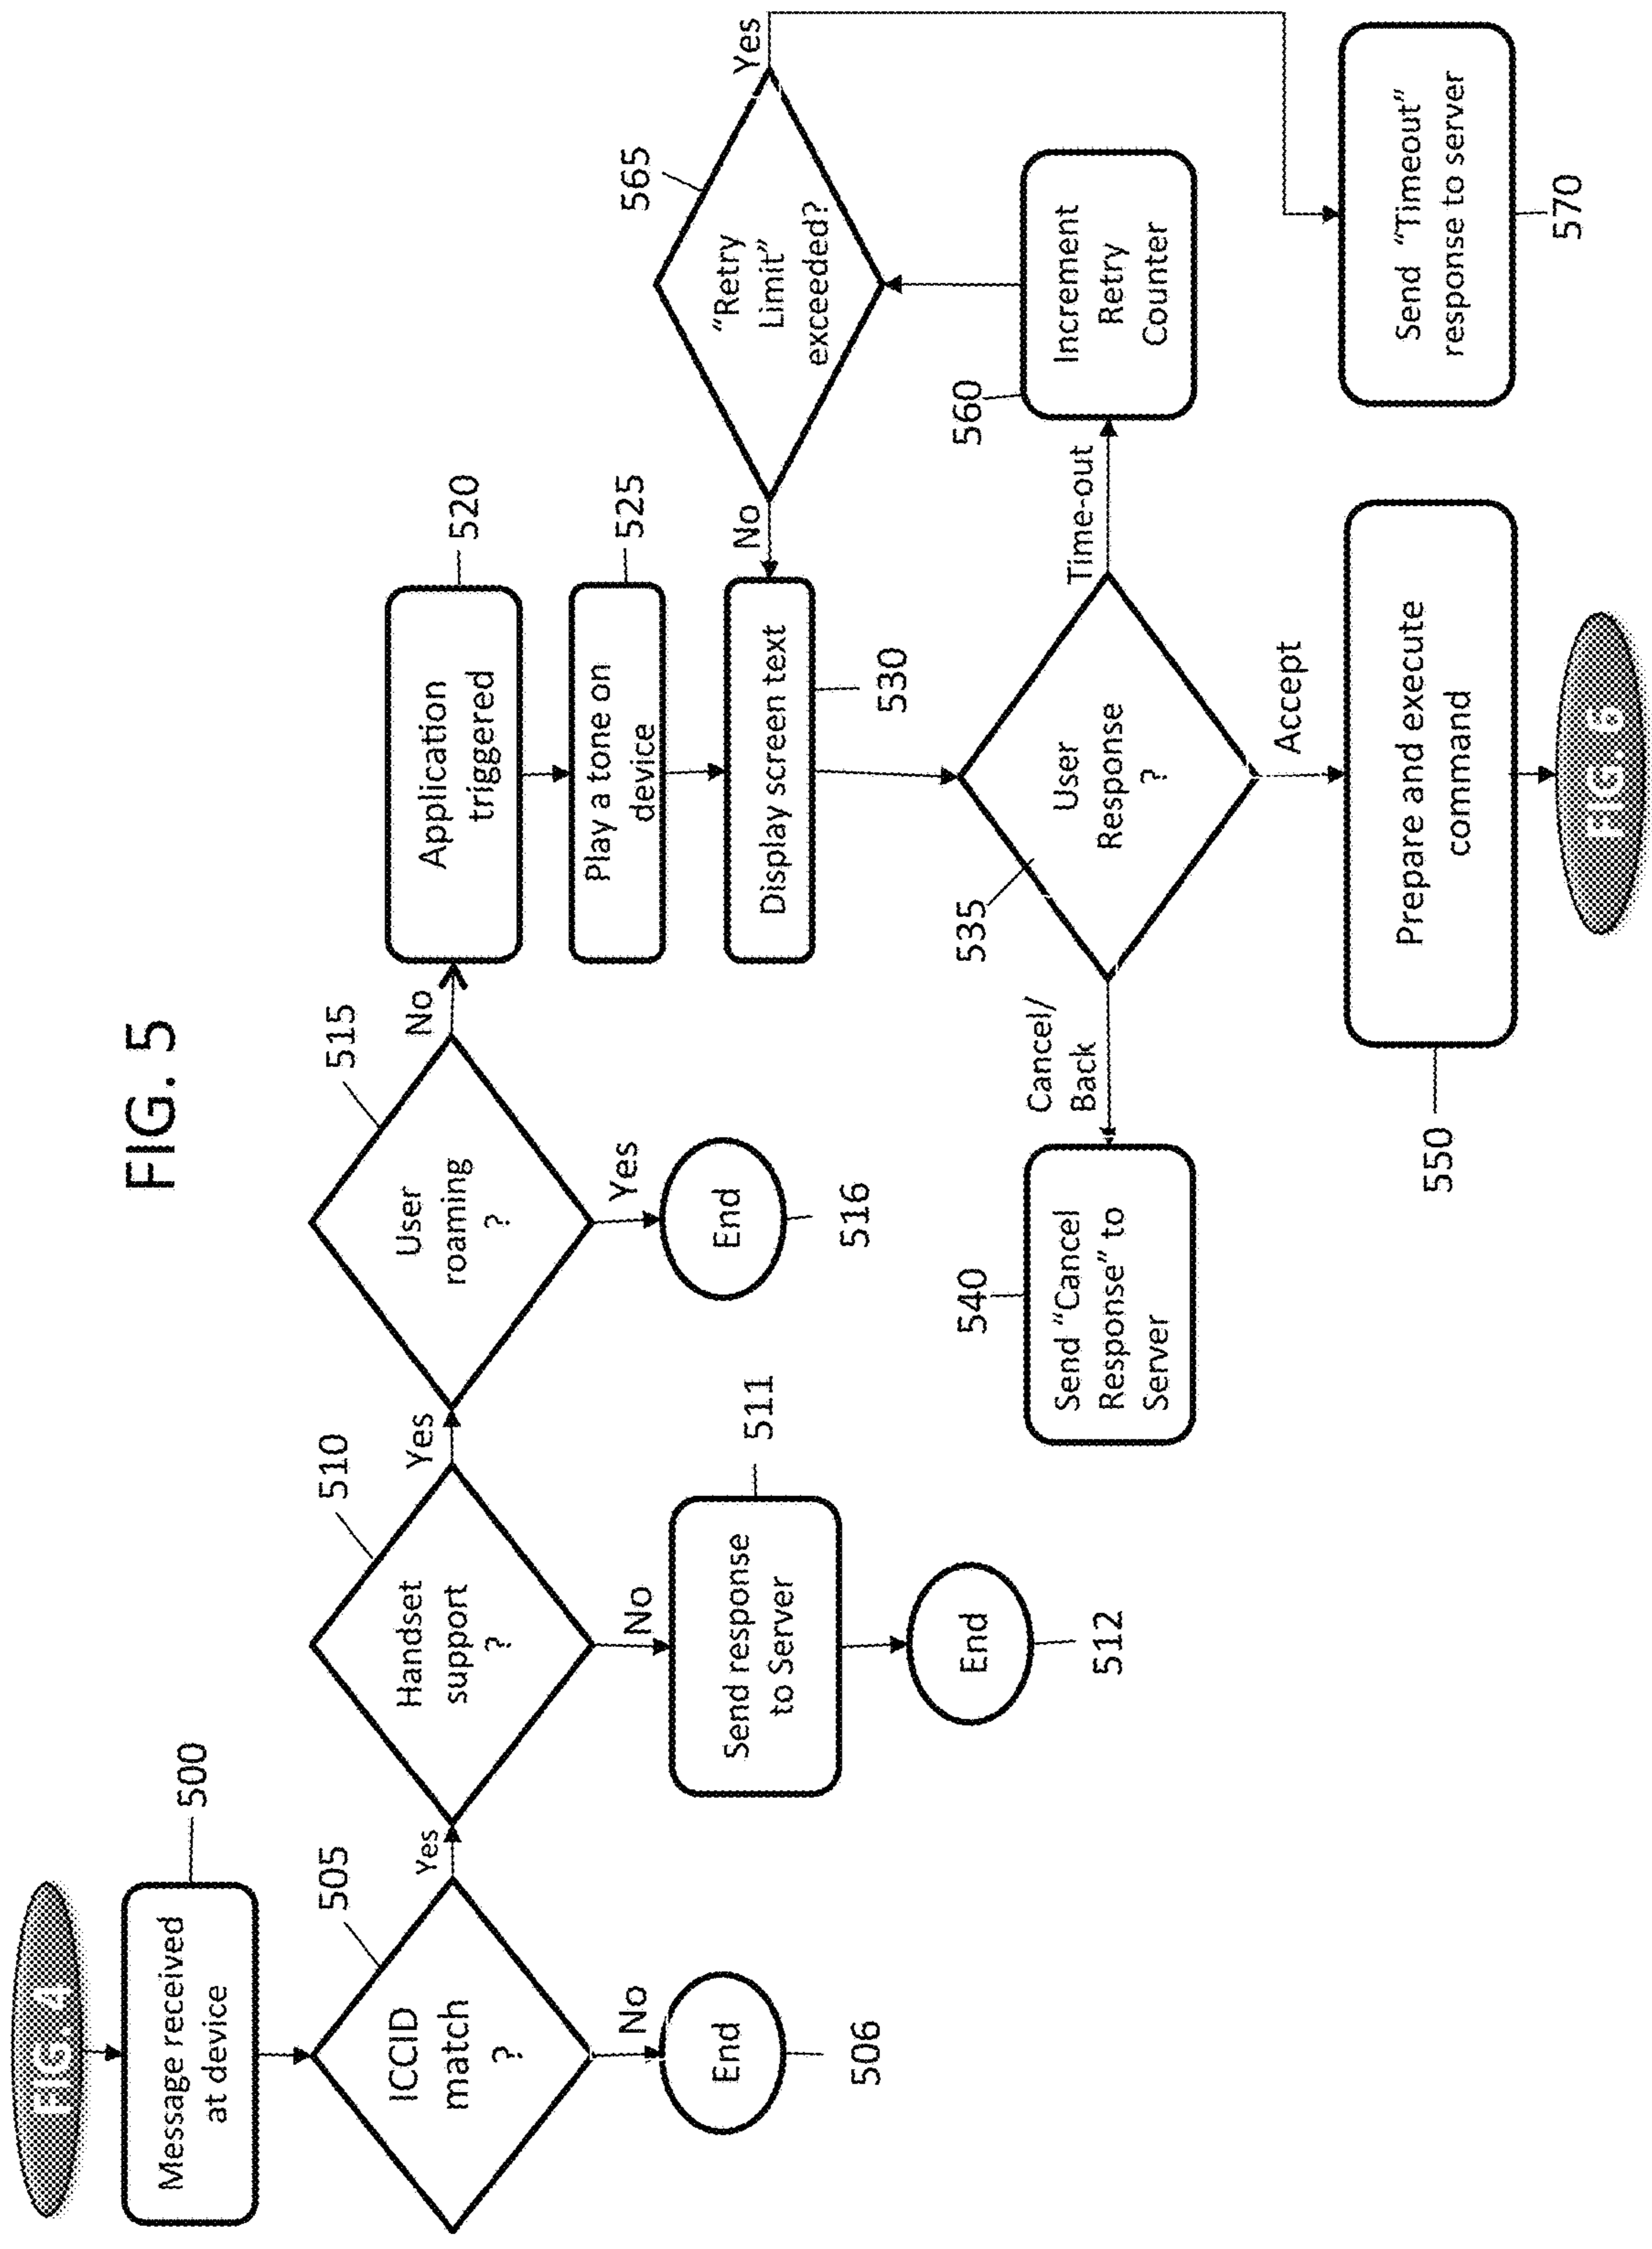 FIG. 5
FIG. 4
Message received
at device
500
ICCID
match
?
505
No
End
506
Yes
Handset
support
?
510
No
Send response
to Server
511
End
512
Yes
User
roaming
?
515
Yes
End
516
No
Application
triggered
520
Play a tone on
device
525
Display screen text
530
User
Response
?
535
Cancel/
Back
Send “Cancel
Response” to
Server
540
Accept
Prepare and execute
command
550
FIG. 6
Time-out
Increment
Retry
Counter
560
“Retry
Limit”
exceeded?
565
No
Yes
Send “Timeout”
response to server
570